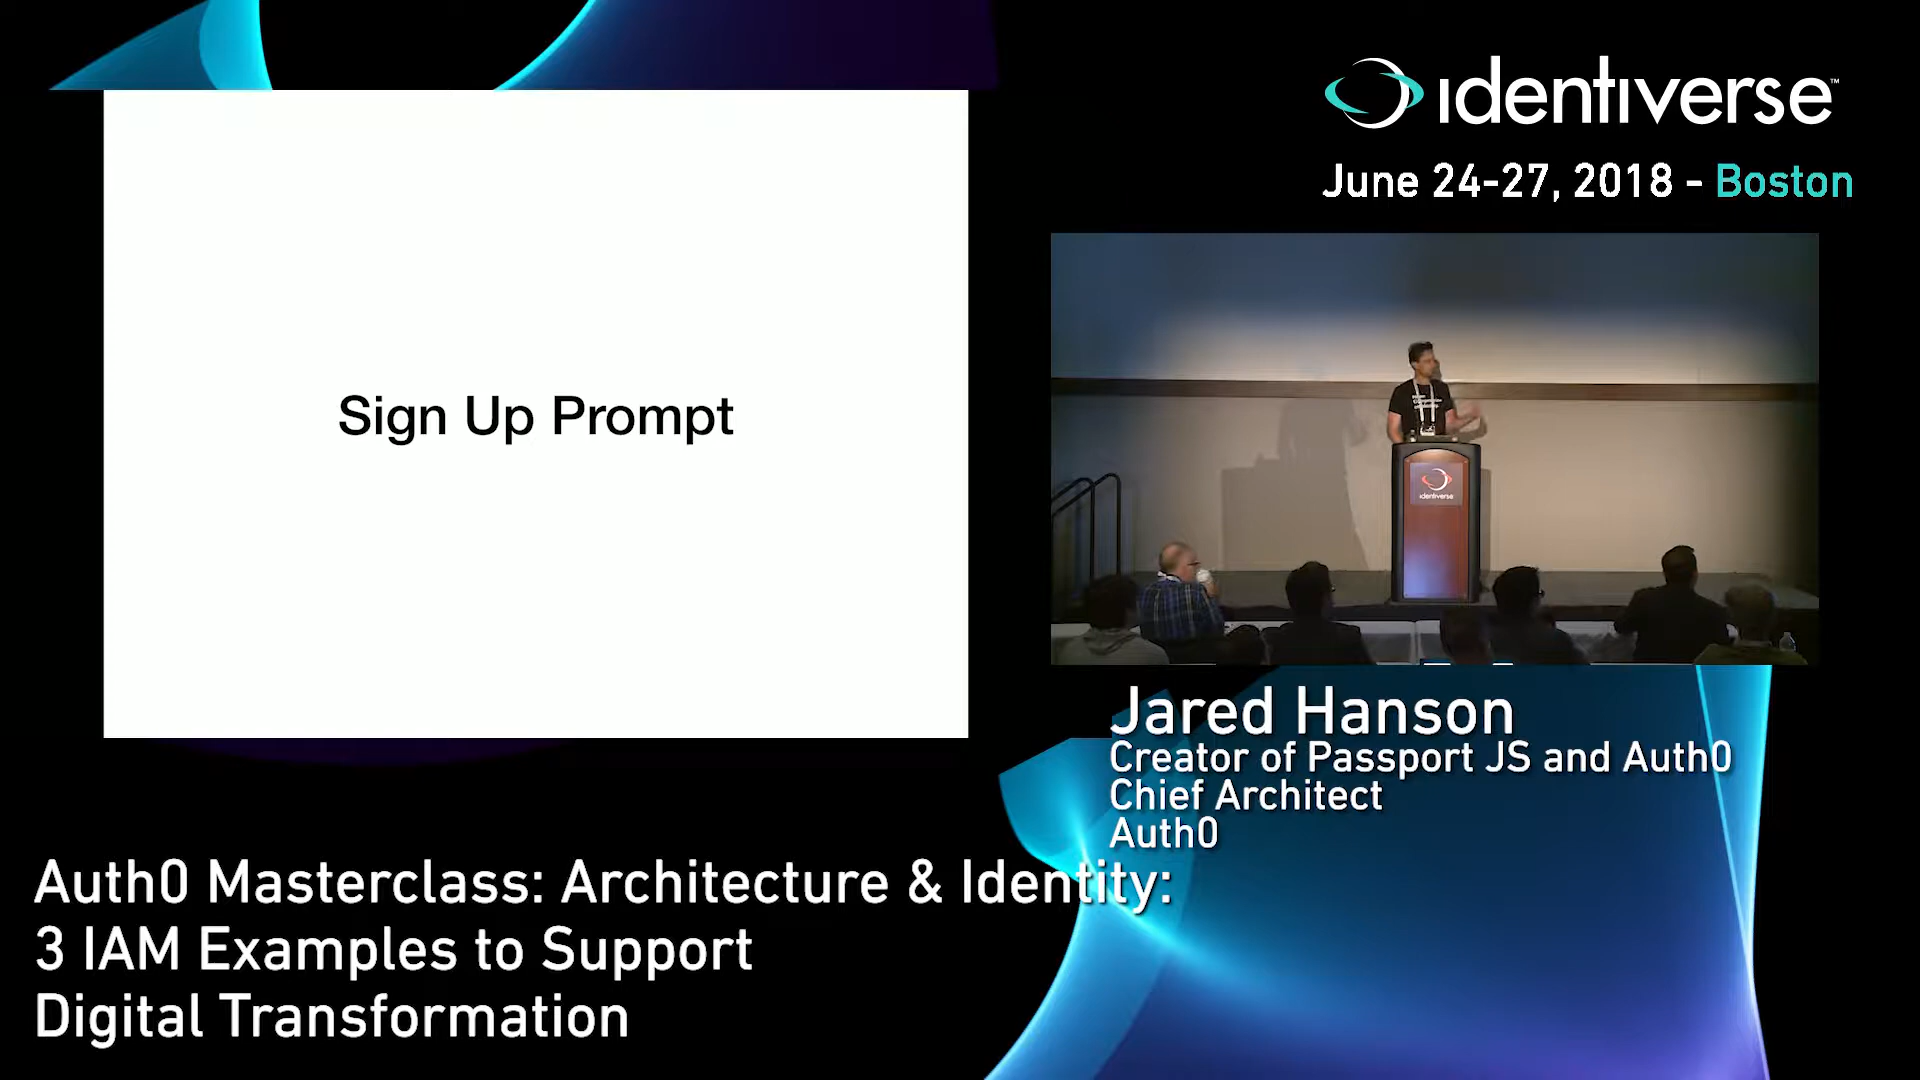 identiverse™
June 24-27, 2018 - Boston
Sign Up Prompt
identiverse
Jared Hanson
Creator of Passport JS and Auth0
Chief Architect
Auth0
Auth0 Masterclass: Architecture & Identity:
3 IAM Examples to Support
Digital Transformation